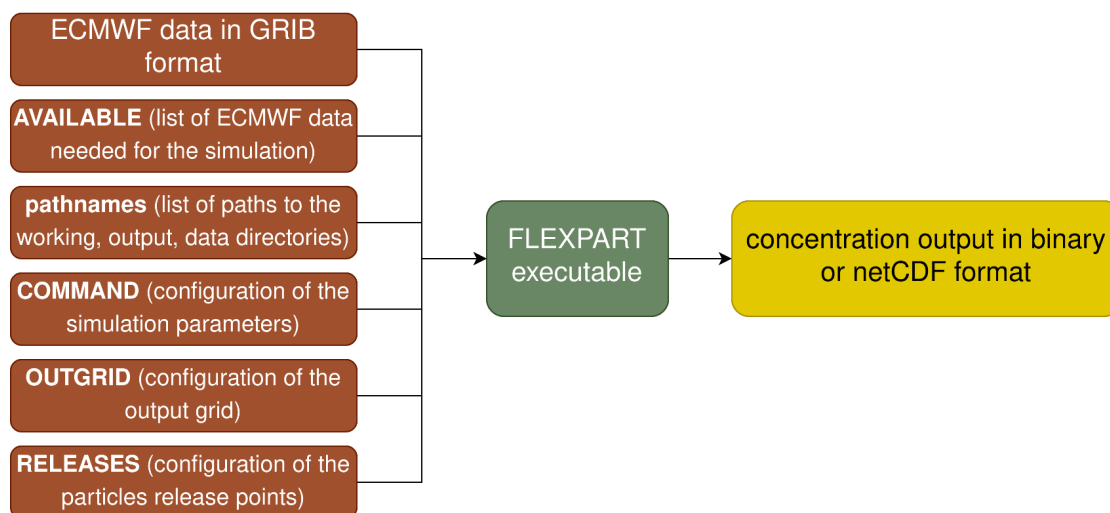 ECMWF data in GRIB
format
AVAILABLE (list of ECMWF data
needed for the simulation)
pathnames (list of paths to the
working, output, data directories)
COMMAND (configuration of the
simulation parameters)
OUTGRID (configuration of the
output grid)
RELEASES (configuration of the
particles release points)
FLEXPART
executable
concentration output in binary
or netCDF format